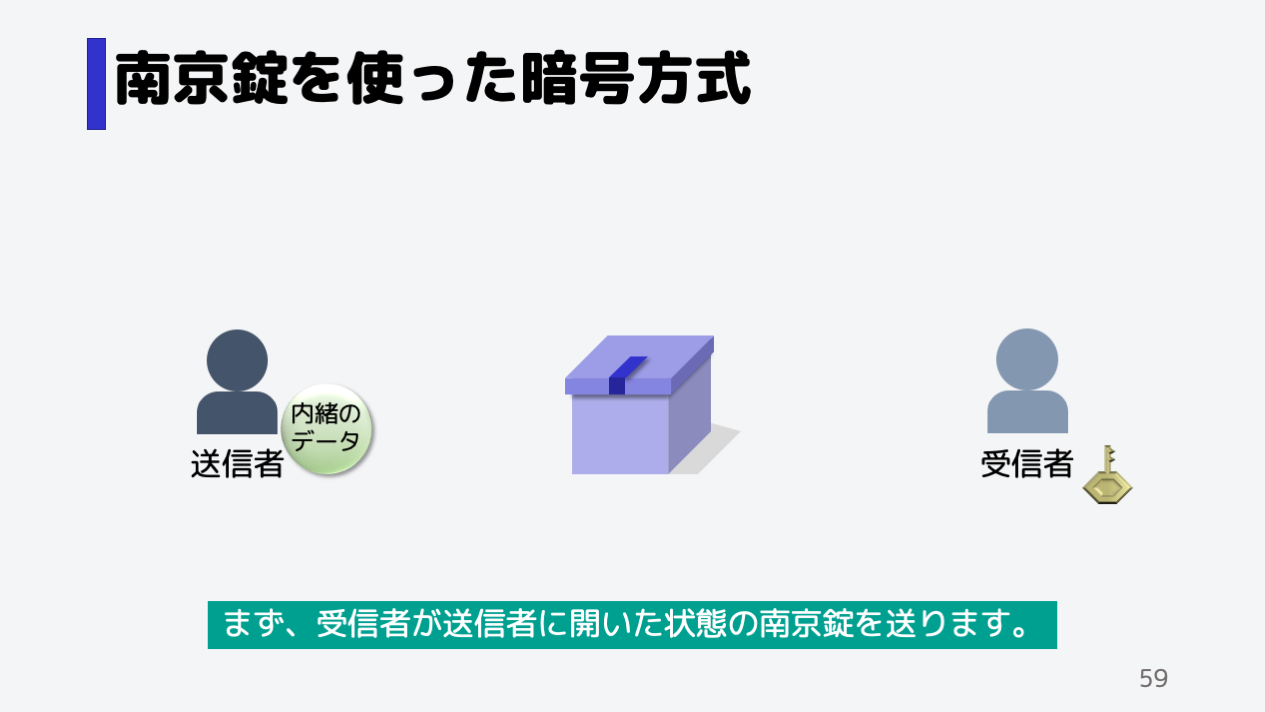 南京錠を使った暗号方式
内緒の
データ
送信者
受信者
まず、受信者が送信者に開いた状態の南京錠を送ります。
59